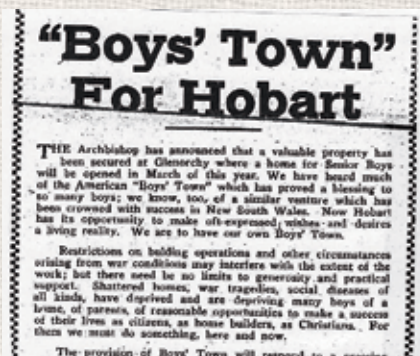 "Boys' Town"
For Hobart
THE Archbishop has announced that a valuable property has
been secured at Glenorchy where a home for Senior Boys
will be opened in March of this year. We have heard much
of the American "Boys' Town" which has proved a blessing to
so many boys; we know, too, of a similar venture which has
been crowned with success in New South Wales. Now Hobart
has its opportunity to make oft-expressed wishes and desires
a living reality. We are to have our own Boys' Town.
Restrictions on building operations and other circumstances
arising from war conditions may interfere with the extent of the
work; but there need be no limits to generosity and practical
support. Shattered homes, war tragedies, social diseases of
all kinds, have deprived and are depriving many boys of a
home, of parents, of reasonable opportunities to make a success
of their lives as citizens, as home builders, as Christians. For
them we must do something, here and now.
The provision of Boys' Town will